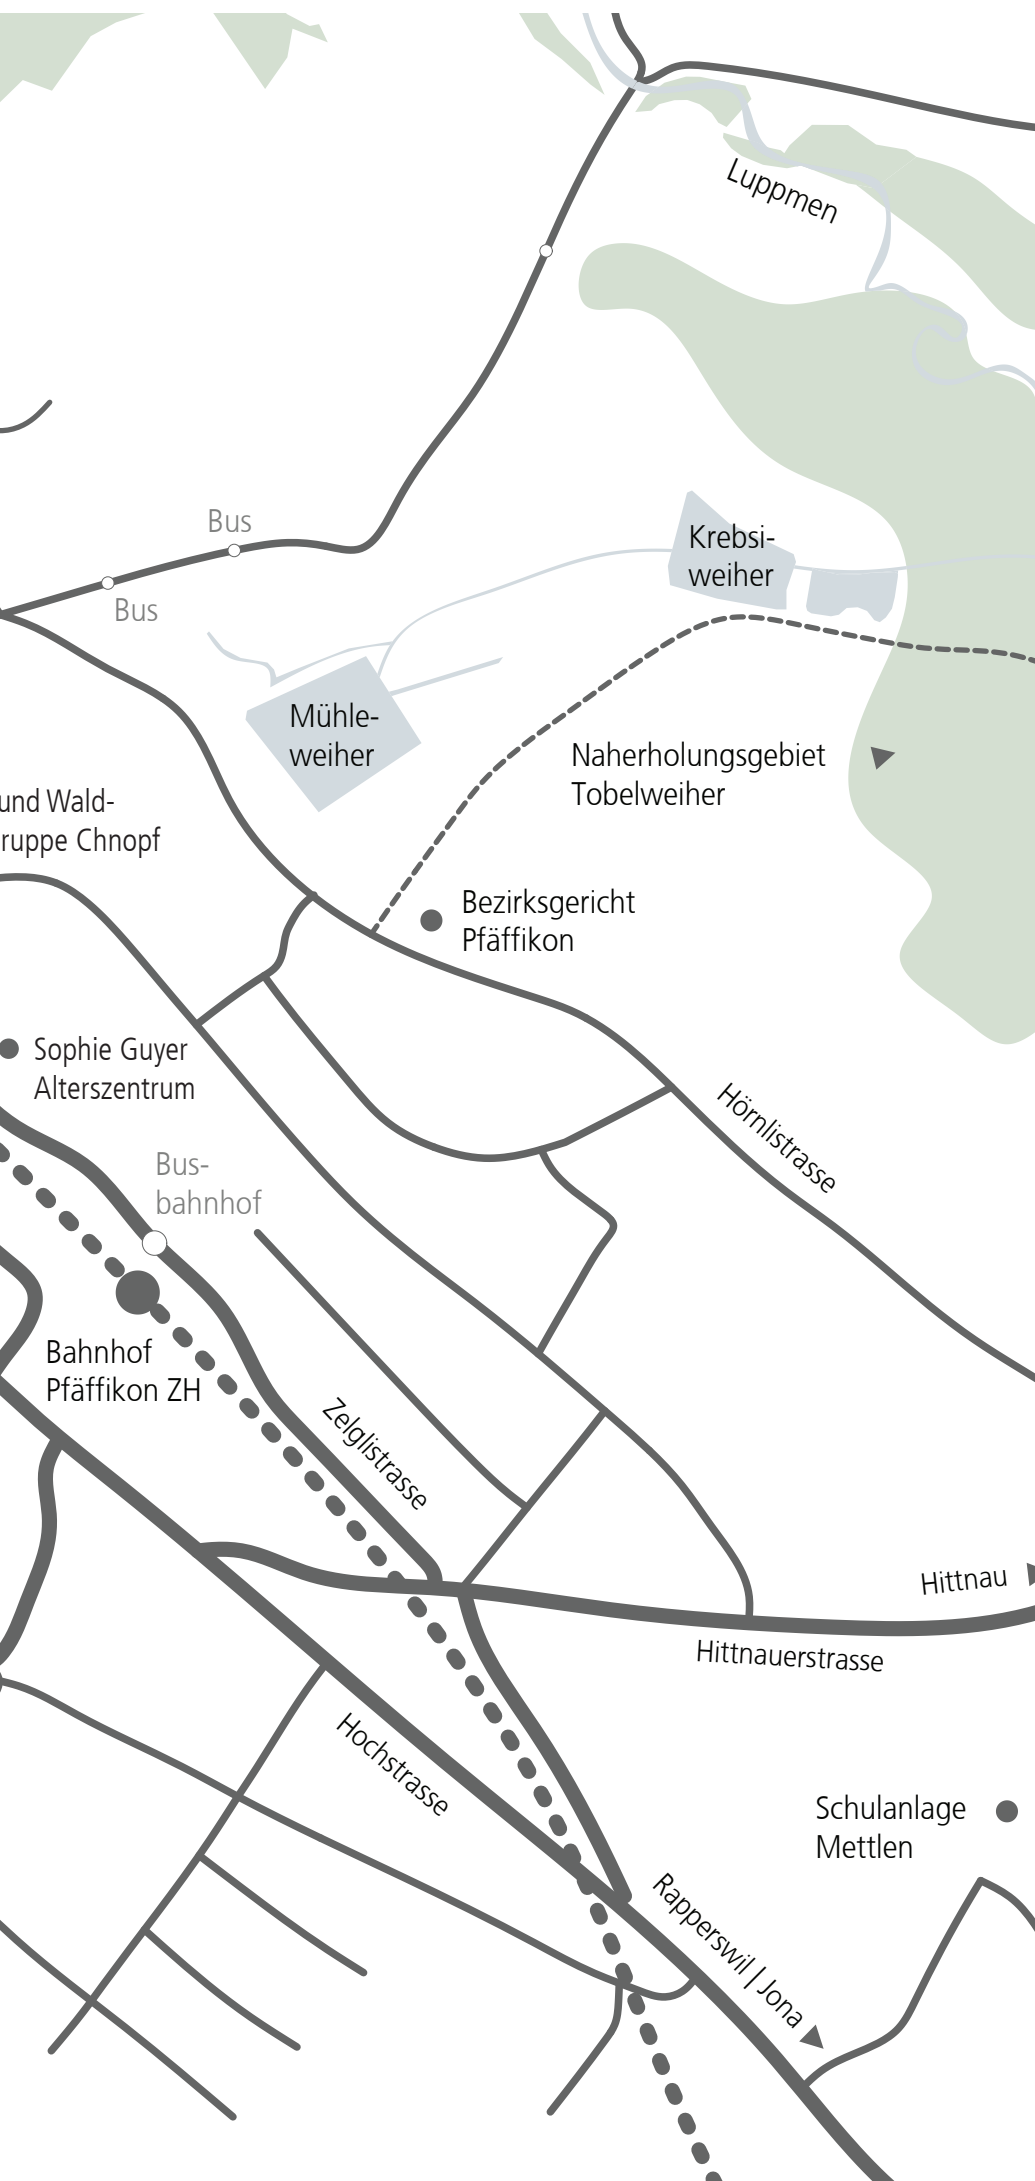 Luppmen
Bus
Krebsi-
weiher
Bus
Mühle-
weiher
Naherholungsgebiet
Tobelweiher
und Wald-
ruppe Chnopf
Bezirksgericht
Pfäffikon
Sophie Guyer
Alterszentrum
Hörnlistrasse
Bus-
bahnhof
Bahnhof
Pfäffikon ZH
Zelglistrasse
Hittnau
Hittnauerstrasse
Hochstrasse
Schulanlage
Mettlen
Rapperswil | Jona